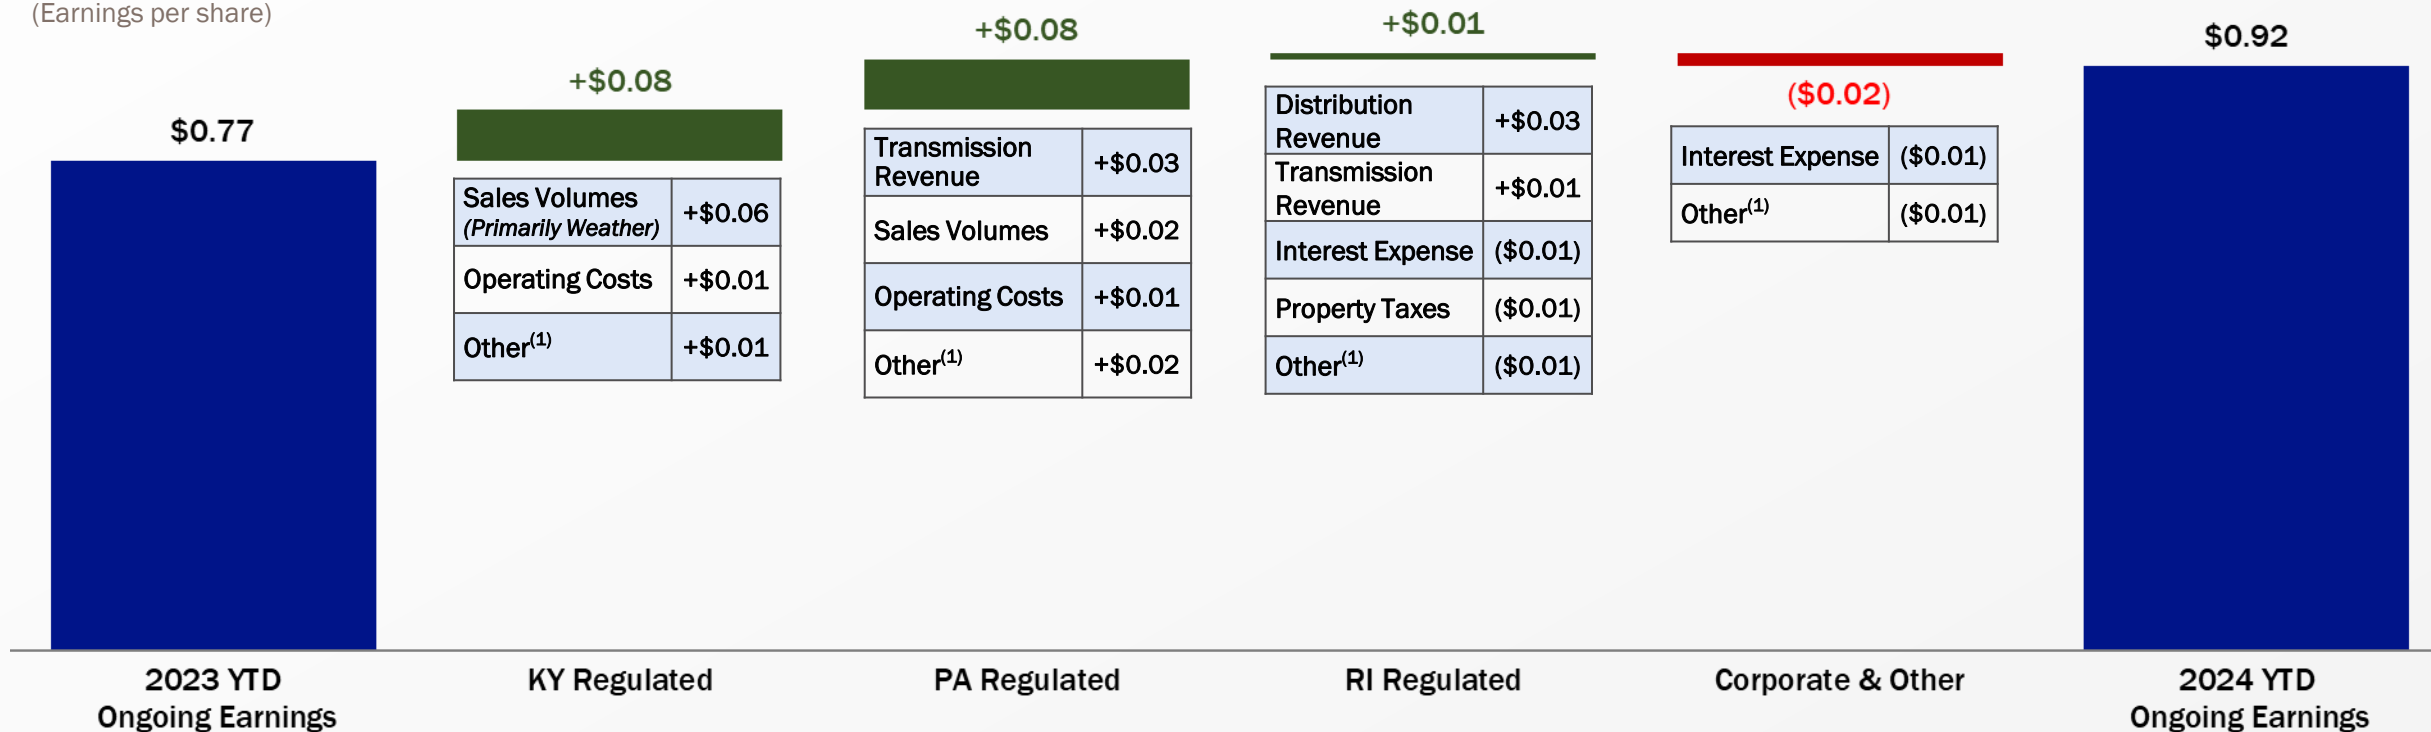 (Earnings per share)
$0.77
+$0.08
Sales Volumes
(Primarily Weather)
+$0.06
Operating Costs
+$0.01
Other(1)
+$0.01
+$0.08
Transmission
Revenue
+$0.03
Sales Volumes
+$0.02
Operating Costs
+$0.01
Other(1)
+$0.02
+$0.01
Distribution
Revenue
+$0.03
Transmission
Revenue
+$0.01
Interest Expense
($0.01)
Property Taxes
($0.01)
Other(1)
($0.01)
($0.02)
Interest Expense
($0.01)
Other(1)
($0.01)
$0.92
2023 YTD
Ongoing Earnings
KY Regulated
PA Regulated
RI Regulated
Corporate & Other
2024 YTD
Ongoing Earnings